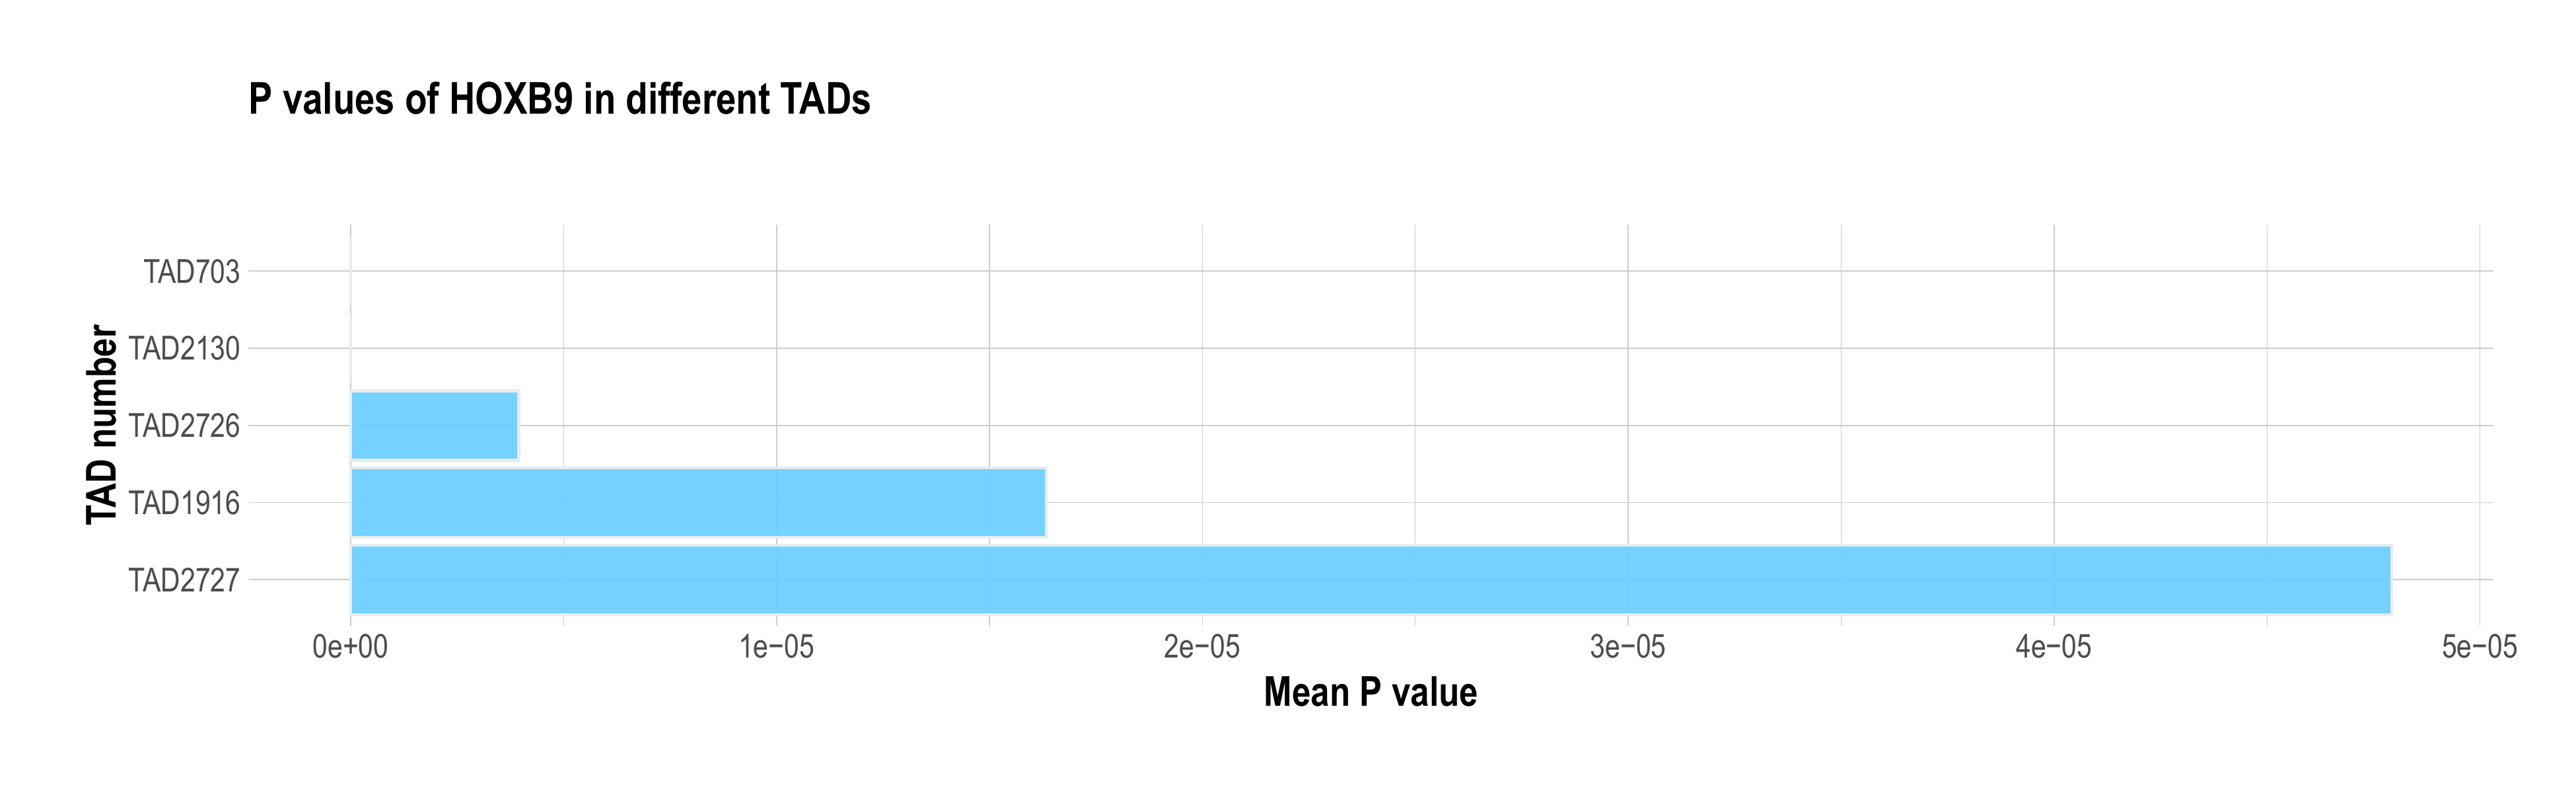 P values of HOXB9 in different TADs
TAD number
TAD703
TAD2130
TAD2726
TAD1916
TAD2727
0e+00 1e−05 2e−05 3e−05 4e−05 5e−05
Mean P value